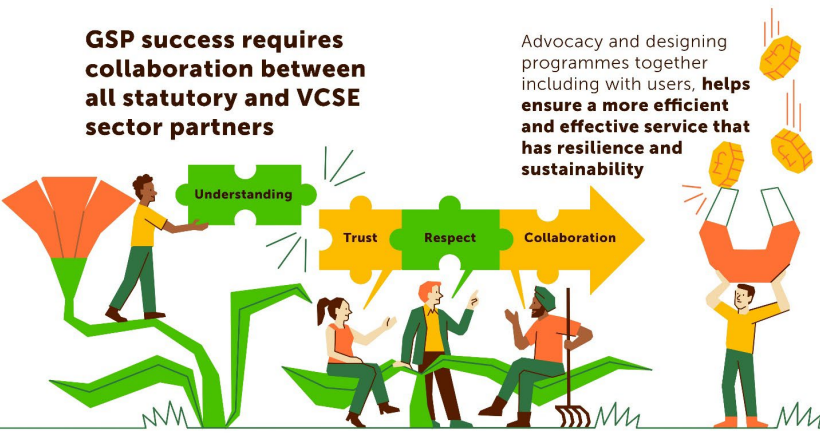 GSP success requires
collaboration between
all statutory and VCSE
sector partners
Advocacy and designing
programmes together
including with users, helps
ensure a more efficient
and effective service that
has resilience and
sustainability
Understanding
Trust
Respect
Collaboration
£
£
£